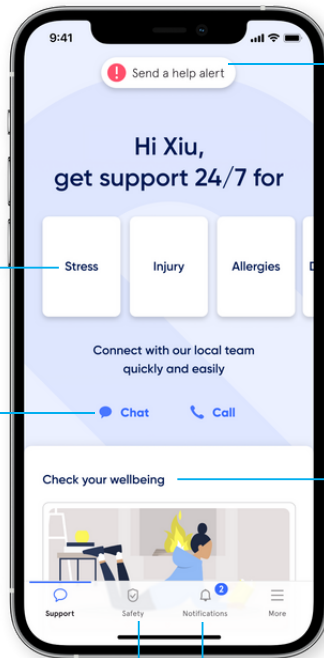 9:41
Send a help alert
Hi Xiu,
get support 24/7 for
Stress
Injury
Allergies
Connect with our local team
quickly and easily
Chat
Call
Check your wellbeing
2
Support
Safety
Notifications
More